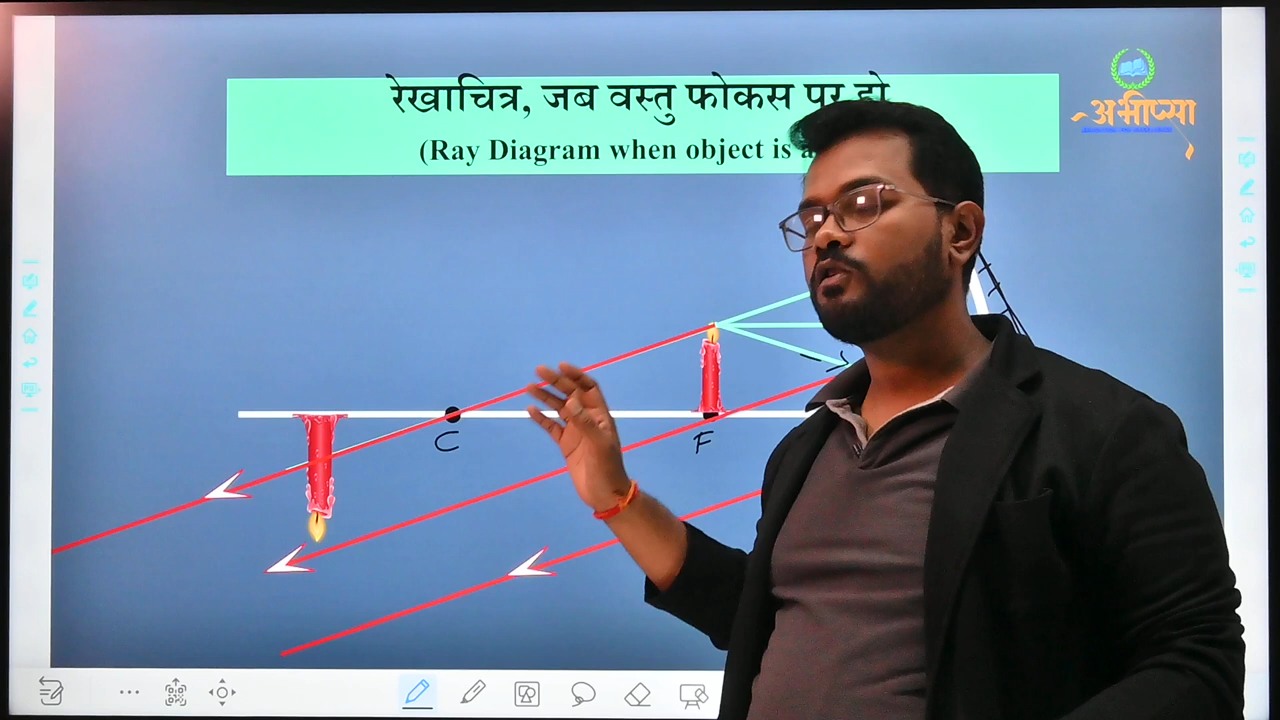 रेखाचित्र, जब वस्तु फोकस पर हो
(Ray Diagram when object is a
अभीप्सा
C
F